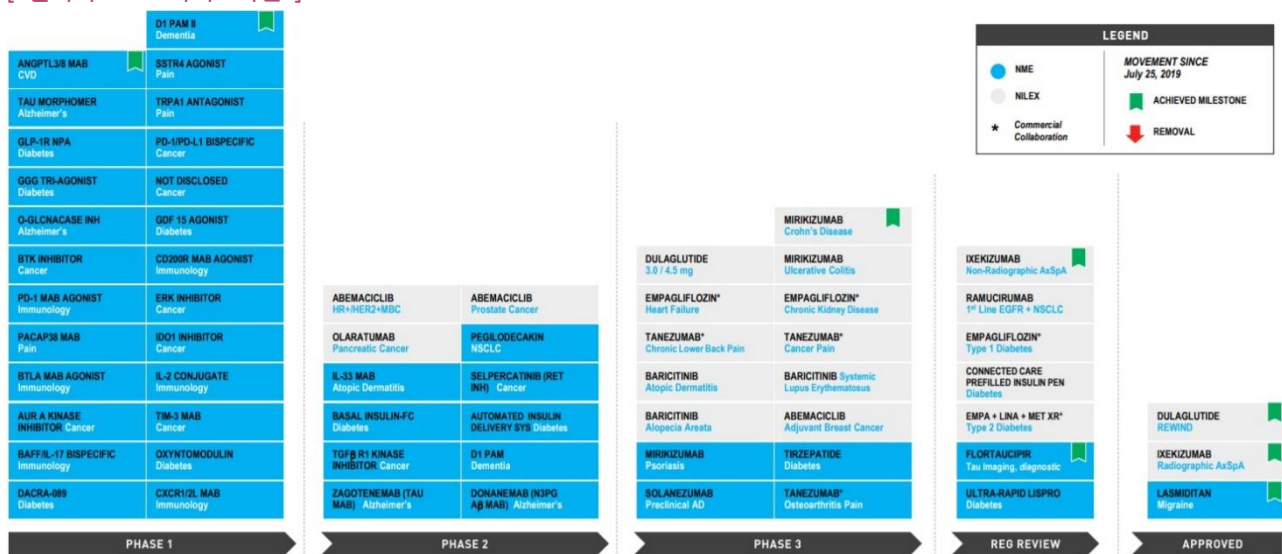 D1 PAM II
Dementia
ANGPTL3/8 MAB
CVD
SSTR4 AGONIST
Pain
TAU MORPHOMER
Alzheimer's
TRPA1 ANTAGONIST
Pain
GLP-1R NPA
Diabetes
PD-1/PD-L1 BISPECIFIC
Cancer
GGG TRI-AGONIST
Diabetes
NOT DISCLOSED
Cancer
O-GLCNACASE INH
Alzheimer's
GDF 15 AGONIST
Diabetes
BTK INHIBITOR
Cancer
CD200R MAB AGONIST
Immunology
PD-1 MAB AGONIST
Immunology
ERK INHIBITOR
Cancer
PACAP38 MAB
Pain
IDO1 INHIBITOR
Cancer
BTLA MAB AGONIST
Immunology
IL-2 CONJUGATE
Immunology
AUR A KINASE
INHIBITOR Cancer
TIM-3 MAB
Cancer
BAFF/IL-17 BISPECIFIC
Immunology
OXYNTOMODULIN
Diabetes
DACRA-089
Diabetes
CXCR1/2L MAB
Immunology
PHASE 1
ABEMACICLIB
HR+/HER2+MBC
ABEMACICLIB
Prostate Cancer
OLARATUMAB
Pancreatic Cancer
PEGILODECAKIN
NSCLC
IL-33 MAB
Atopic Dermatitis
SELPERCATINIB (RET
INH) Cancer
BASAL INSULIN-FC
Diabetes
AUTOMATED INSULIN
DELIVERY SYS Diabetes
TGFβ R1 KINASE
INHIBITOR Cancer
D1 PAM
Dementia
ZAGOTENEMAB (TAU
MAB) Alzheimer's
DONANEMAB (N3PG
Aβ MAB) Alzheimer's
PHASE 2
MIRIKIZUMAB
Crohn's Disease
DULAGLUTIDE
3.0 / 4.5 mg
MIRIKIZUMAB
Ulcerative Colitis
EMPAGLIFLOZIN*
Heart Failure
EMPAGLIFLOZIN*
Chronic Kidney Disease
TANEZUMAB*
Chronic Lower Back Pain
TANEZUMAB*
Cancer Pain
BARICITINIB
Atopic Dermatitis
BARICITINIB Systemic
Lupus Erythematosus
BARICITINIB
Alopecia Areata
ABEMACICLIB
Adjuvant Breast Cancer
MIRIKIZUMAB
Psoriasis
TIRZEPATIDE
Diabetes
SOLANEZUMAB
Preclinical AD
TANEZUMAB*
Osteoarthritis Pain
PHASE 3
LEGEND
NME
NILEX
* Commercial
Collaboration
MOVEMENT SINCE
July 25, 2019
ACHIEVED MILESTONE
REMOVAL
IXEKIZUMAB
Non-Radiographic AxSpA
RAMUCIRUMAB
1st Line EGFR + NSCLC
EMPAGLIFLOZIN*
Type 1 Diabetes
CONNECTED CARE
PREFILLED INSULIN PEN
Diabetes
EMPA + LINA + MET XR*
Type 2 Diabetes
FLORTAUCIPIR
Tau Imaging, diagnostic
ULTRA-RAPID LISPRO
Diabetes
REG REVIEW
DULAGLUTIDE
REWIND
IXEKIZUMAB
Radiographic AxSpA
LASMIDITAN
Migraine
APPROVED